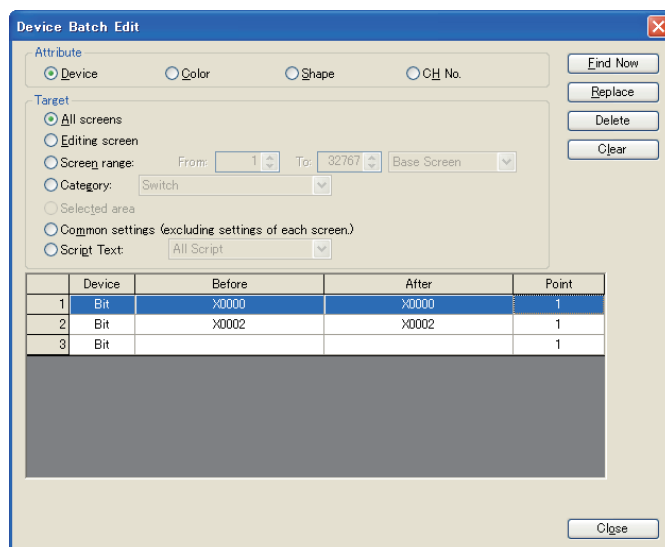 Device Batch Edit
Attribute
Device Color Shape CH No.
Find Now
Replace
Delete
Clear
Target
All screens
Editing screen
Screen range: From: 1 To: 32767 Base Screen
Category: Switch
Selected area
Common settings (excluding settings of each screen.)
Script Text: All Script
Device Before After Point
1 Bit X0000 X0000 1
2 Bit X0002 X0002 1
3 Bit 1
Close